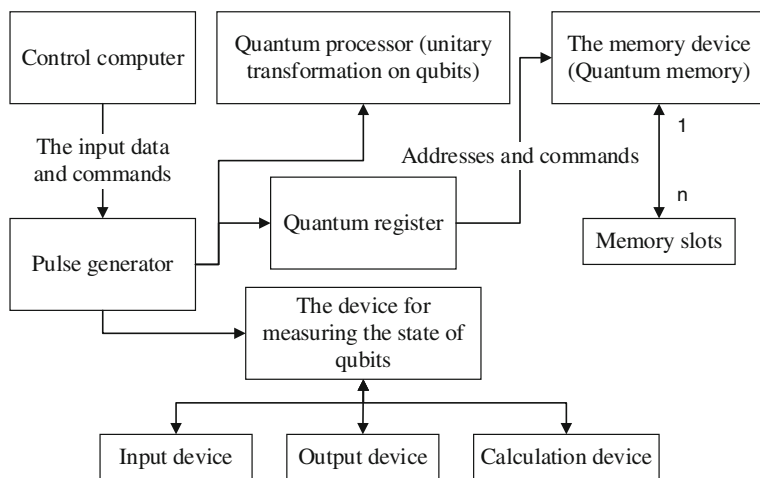 Control computer
Quantum processor (unitary
transformation on qubits)
The memory device
(Quantum memory)
The input data
and commands
Addresses and commands
1
n
Pulse generator
Quantum register
Memory slots
The device for
measuring the state of
qubits
Input device
Output device
Calculation device